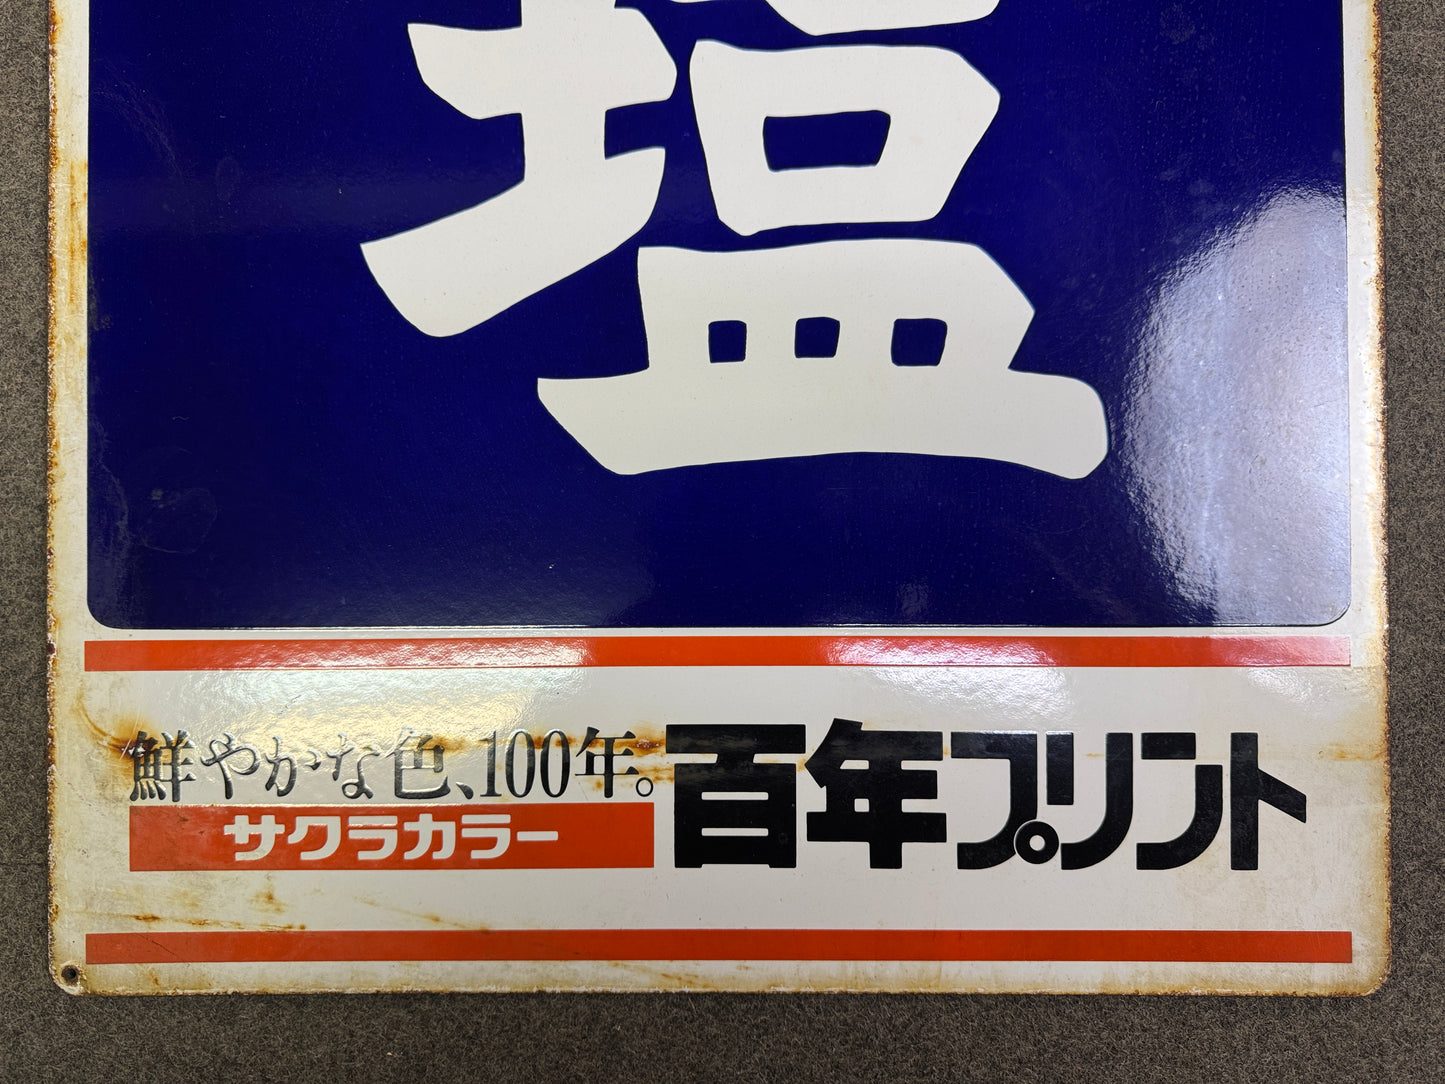 塩
鮮やかな色、100年。
サクラカラー
百年プリント